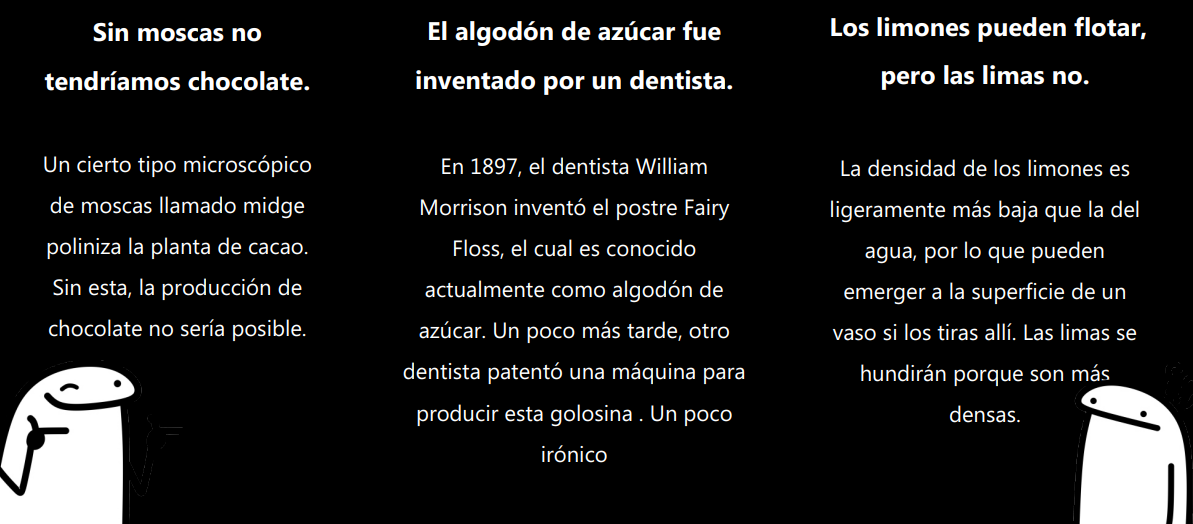 Sin moscas no
tendríamos chocolate.
Un cierto tipo microscópico
de moscas llamado midge
poliniza la planta de cacao.
Sin esta, la producción de
chocolate no sería posible.
El algodón de azúcar fue
inventado por un dentista.
En 1897, el dentista William
Morrison inventó el postre Fairy
Floss, el cual es conocido
actualmente como algodón de
azúcar. Un poco más tarde, otro
dentista patentó una máquina para
producir esta golosina . Un poco
irónico
Los limones pueden flotar,
pero las limas no.
La densidad de los limones es
ligeramente más baja que la del
agua, por lo que pueden
emerger a la superficie de un
vaso si los tiras allí. Las limas se
hundirán porque son más
densas.